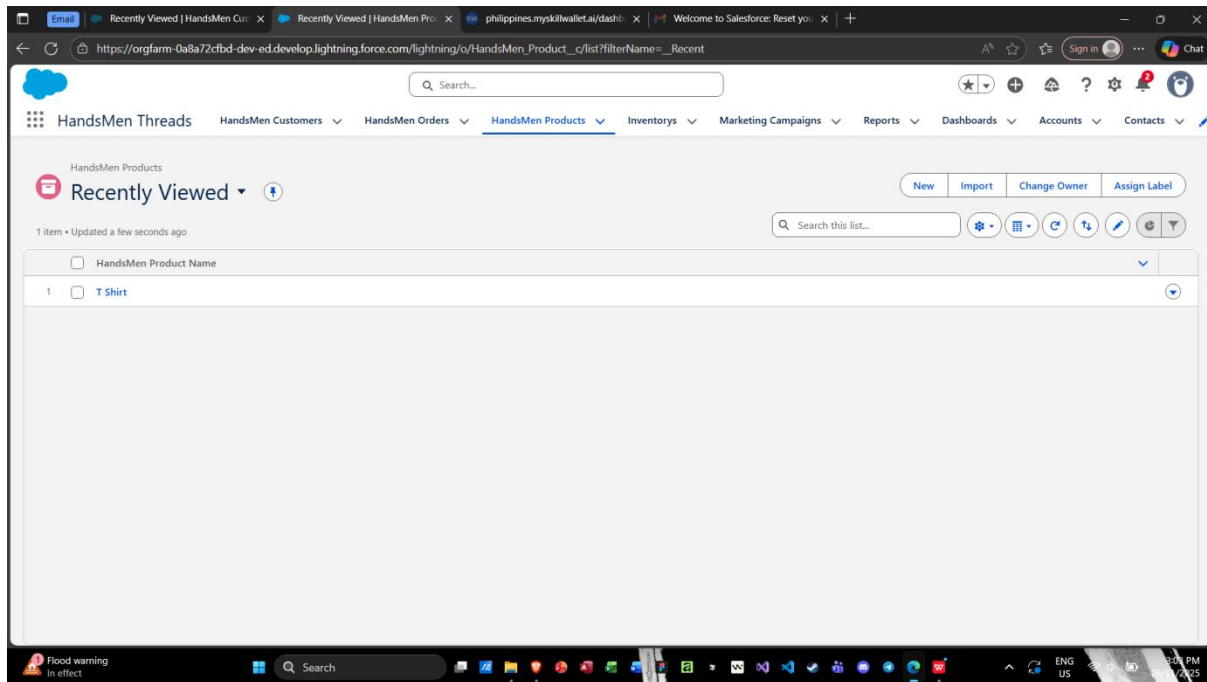 Email
Recently Viewed | HandsMen Cus
Recently Viewed | HandsMen Pro
philippines.myskillwallet.ai/dashb
Welcome to Salesforce: Reset you
https://orgfarm-0a8a72cfbd-dev-ed.develop.lightning.force.com/lightning/o/HandsMen_Product__c/list?filterName=__Recent
Sign in
Chat
Search...
2
HandsMen Threads
HandsMen Customers
HandsMen Orders
HandsMen Products
Inventorys
Marketing Campaigns
Reports
Dashboards
Accounts
Contacts
HandsMen Products
Recently Viewed
New
Import
Change Owner
Assign Label
1 item • Updated a few seconds ago
Search this list...
HandsMen Product Name
1
T Shirt
Flood warning
In effect
Search
ENG
US
3:03 PM